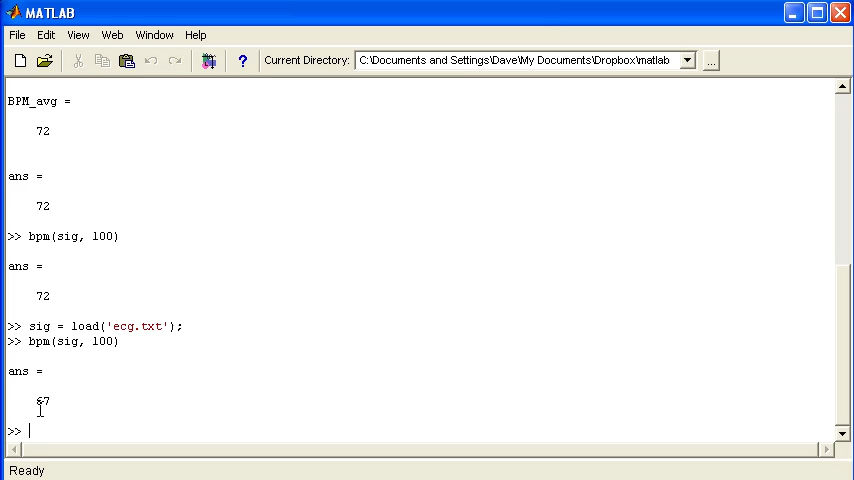 MATLAB
File Edit View Web Window Help
? Current Directory: C:\Documents and Settings\Dave\My Documents\Dropbox\matlab ...
BPM_avg =
72
ans =
72
>> bpm(sig, 100)
ans =
72
>> sig = load('ecg.txt');
>> bpm(sig, 100)
ans =
67
>>
Ready